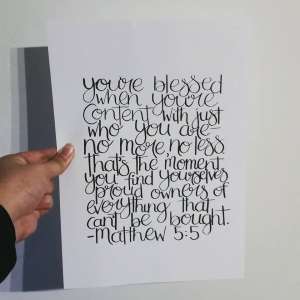 you're blessed
when you're
content with just
who you are—
no more, no less
that's the moment
you find yourselves
proud owners of
everything that
can't be bought.
-Matthew 5:5